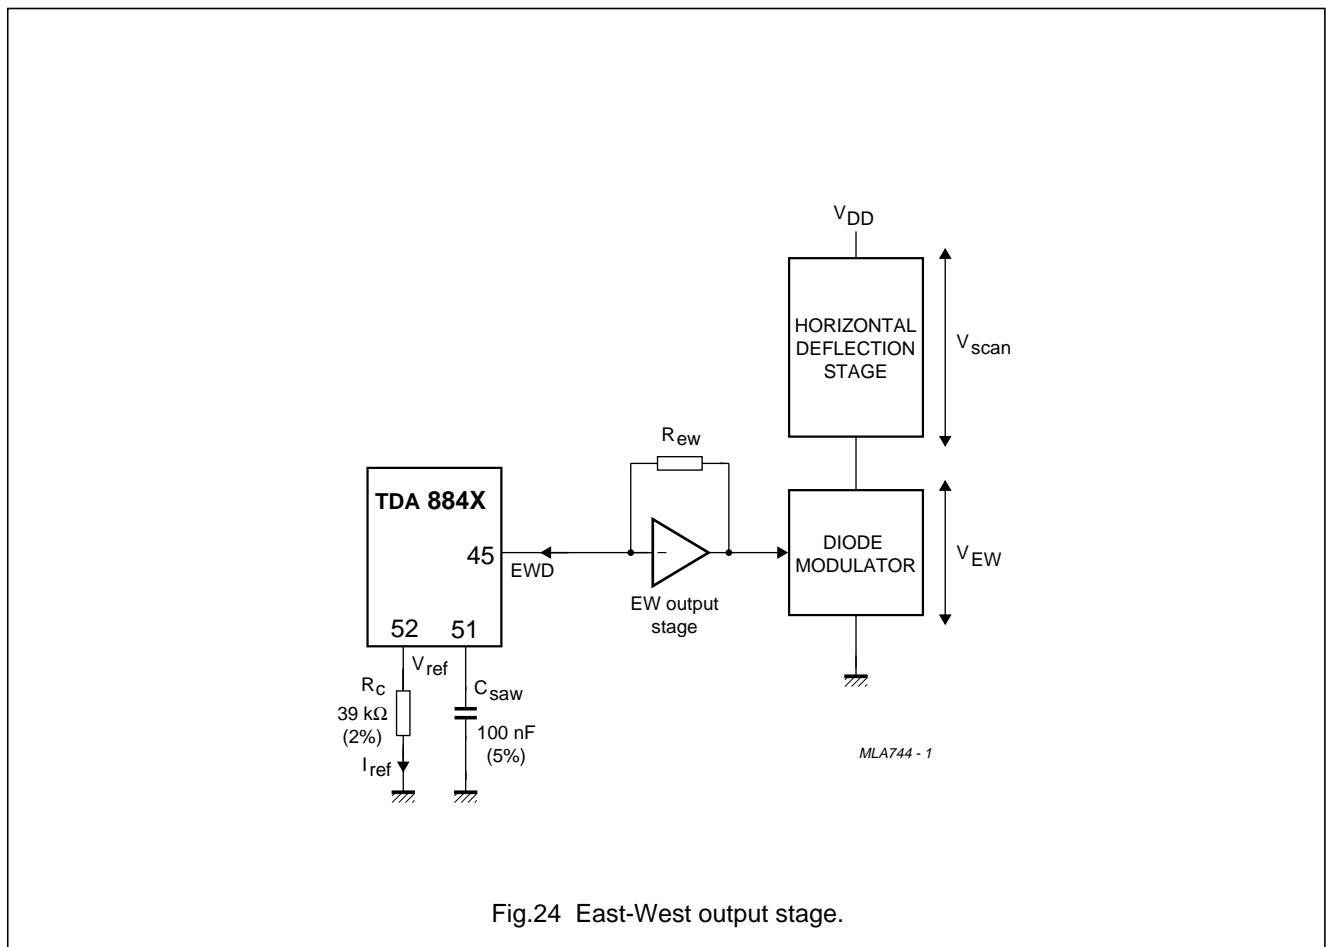 V DD
HORIZONTAL
DEFLECTION
STAGE
V scan
R ew
TDA 884X
45
EWD
−
EW output
stage
DIODE
MODULATOR
V EW
52
51
V ref
R c
39 kΩ
(2%)
I ref
C saw
100 nF
(5%)
MLA744 - 1
Fig.24 East-West output stage.